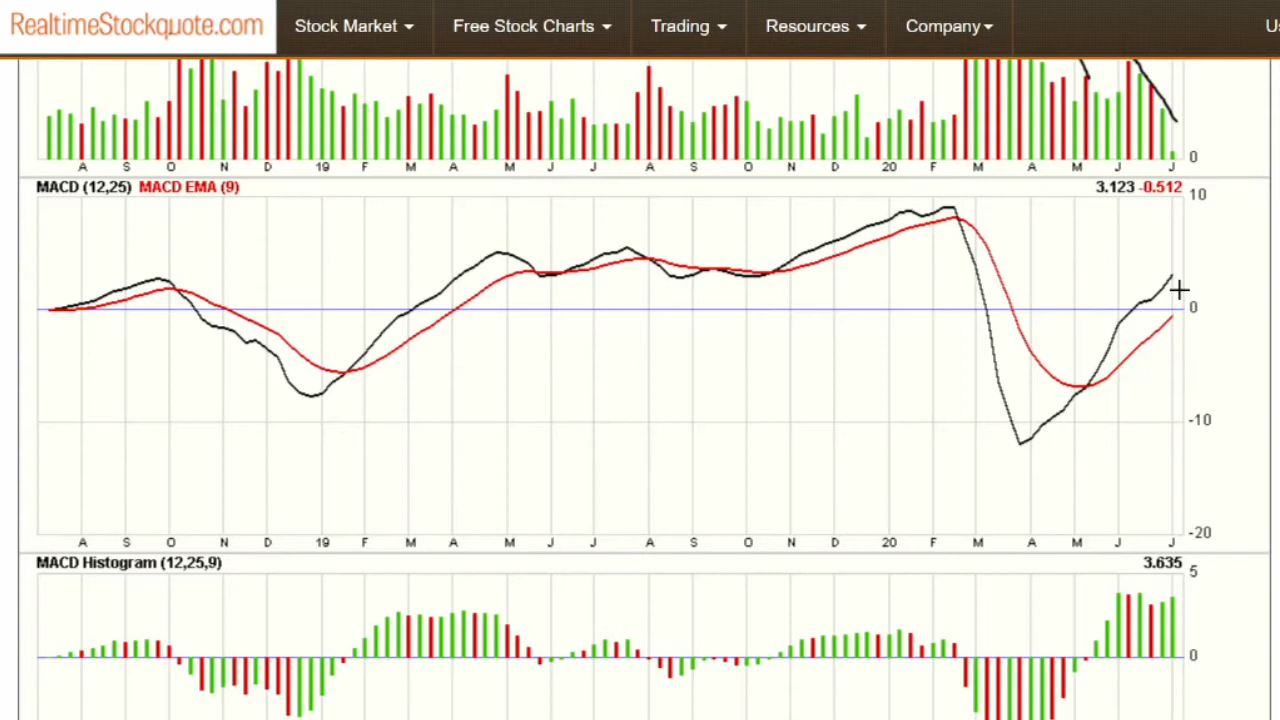 RealtimeStockquote.com Stock Market Free Stock Charts Trading Resources Company Us
0
A S O N D 19 F M A M J J A S O N D 20 F M A M J J
MACD (12,25) MACD EMA (9) 3.123 -0.512
10
0
-10
-20
A S O N D 19 F M A M J J A S O N D 20 F M A M J J
MACD Histogram (12,25,9) 3.635
5
0